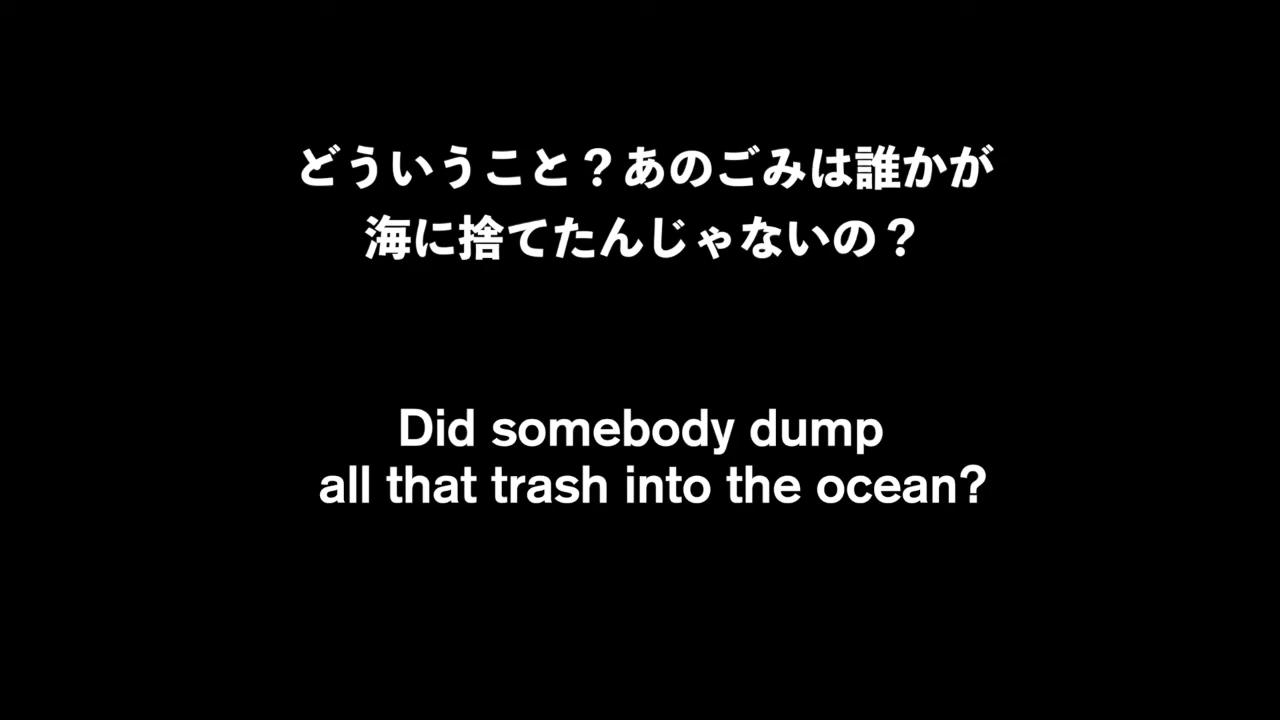 どういうこと？あのごみは誰かが
海に捨てたんじゃないの？
Did somebody dump
all that trash into the ocean?